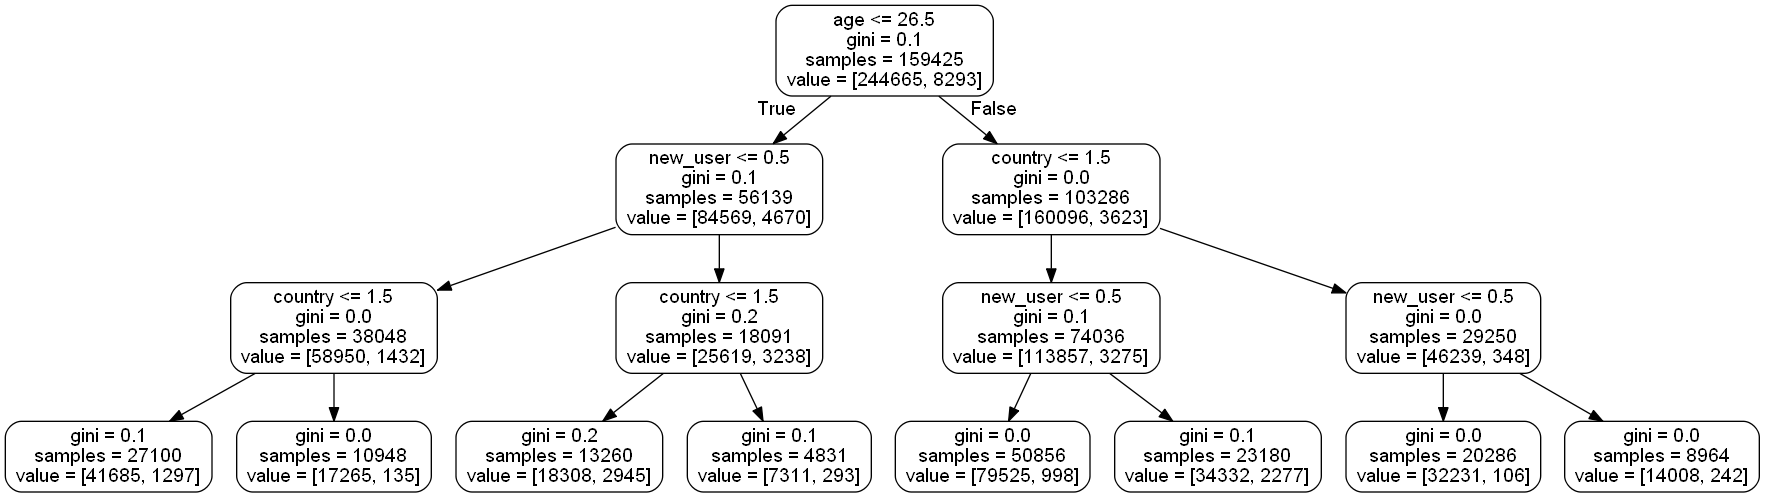 age <= 26.5
gini = 0.1
samples = 159425
value = [244665, 8293]
True
False
new_user <= 0.5
gini = 0.1
samples = 56139
value = [84569, 4670]
country <= 1.5
gini = 0.0
samples = 103286
value = [160096, 3623]
country <= 1.5
gini = 0.0
samples = 38048
value = [58950, 1432]
country <= 1.5
gini = 0.2
samples = 18091
value = [25619, 3238]
new_user <= 0.5
gini = 0.1
samples = 74036
value = [113857, 3275]
new_user <= 0.5
gini = 0.0
samples = 29250
value = [46239, 348]
gini = 0.1
samples = 27100
value = [41685, 1297]
gini = 0.0
samples = 10948
value = [17265, 135]
gini = 0.2
samples = 13260
value = [18308, 2945]
gini = 0.1
samples = 4831
value = [7311, 293]
gini = 0.0
samples = 50856
value = [79525, 998]
gini = 0.1
samples = 23180
value = [34332, 2277]
gini = 0.0
samples = 20286
value = [32231, 106]
gini = 0.0
samples = 8964
value = [14008, 242]